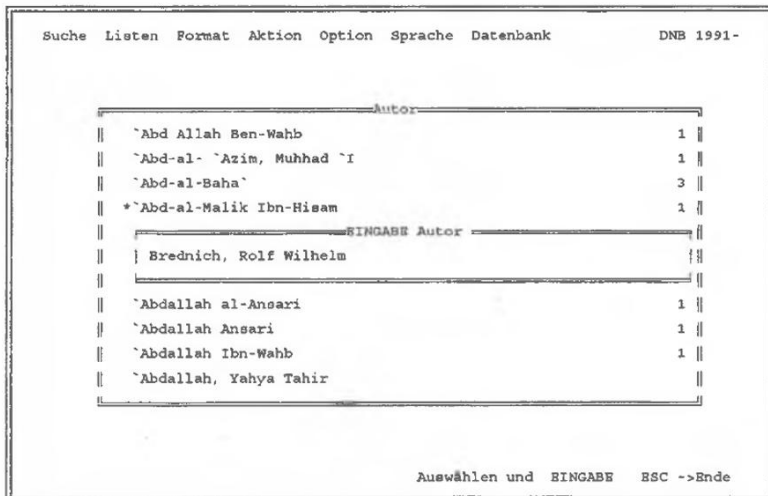 Suche Listen Format Aktion Option Sprache Datenbank DNB 1991-
Autor
`Abd Allah Ben-Wahb 1
`Abd-al- `Azim, Muhhad `I 1
`Abd-al-Baha` 3
*`Abd-al-Malik Ibn-Hisam 1
EINGABE Autor
Brednich, Rolf Wilhelm
`Abdallah al-Ansari 1
`Abdallah Ansari 1
`Abdallah Ibn-Wahb 1
`Abdallah, Yahya Tahir
Auswählen und EINGABE ESC ->Ende